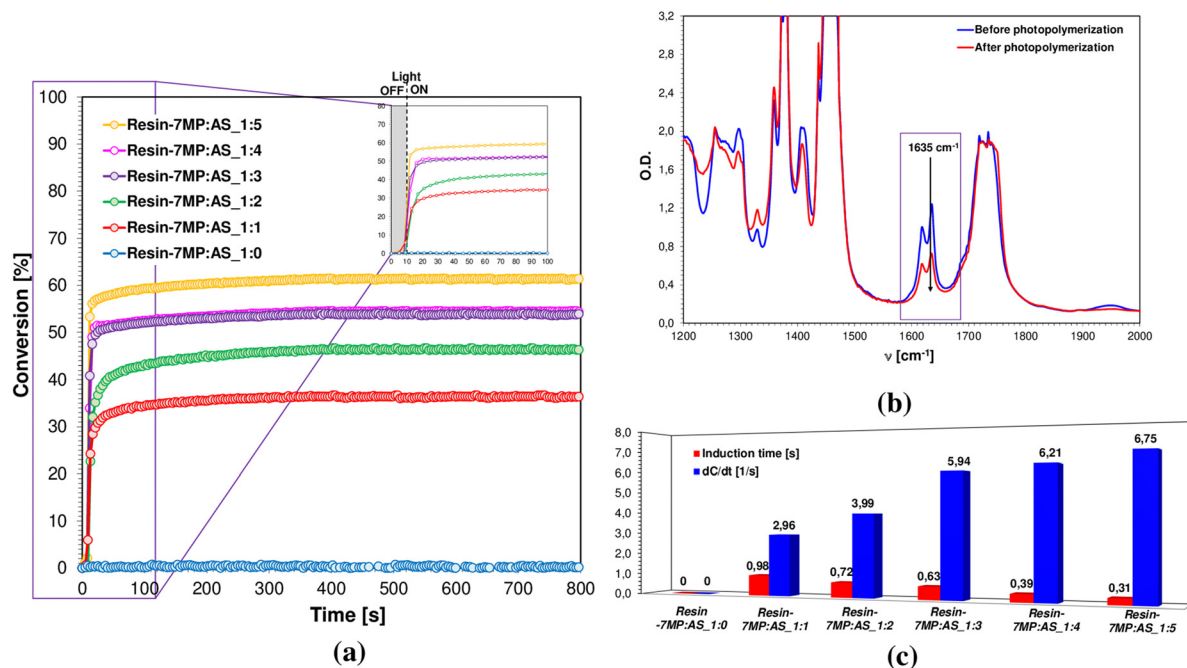 Light
OFF ON
100
90
80
70
60
50
40
30
20
10
0
Conversion [%]
Resin-7MP:AS_1:5
Resin-7MP:AS_1:4
Resin-7MP:AS_1:3
Resin-7MP:AS_1:2
Resin-7MP:AS_1:1
Resin-7MP:AS_1:0
80
70
60
50
40
30
20
10
0
0 10 20 30 40 50 60 70 80 90 100
0 100 200 300 400 500 600 700 800
Time [s]
(a)
3,2
2,8
2,4
2,0
1,6
1,2
0,8
0,4
0,0
O.D.
Before photopolymerization
After photopolymerization
1635 cm-1
1200 1300 1400 1500 1600 1700 1800 1900 2000
ν [cm-1]
(b)
8,0
7,0
6,0
5,0
4,0
3,0
2,0
1,0
0,0
Induction time [s]
dC/dt [1/s]
0 0
0,98 2,96
0,72 3,99
0,63 5,94
0,39 6,21
0,31 6,75
Resin
-7MP:AS_1:0
Resin-
7MP:AS_1:1
Resin-
7MP:AS_1:2
Resin-
7MP:AS_1:3
Resin-
7MP:AS_1:4
Resin-
7MP:AS_1:5
(c)